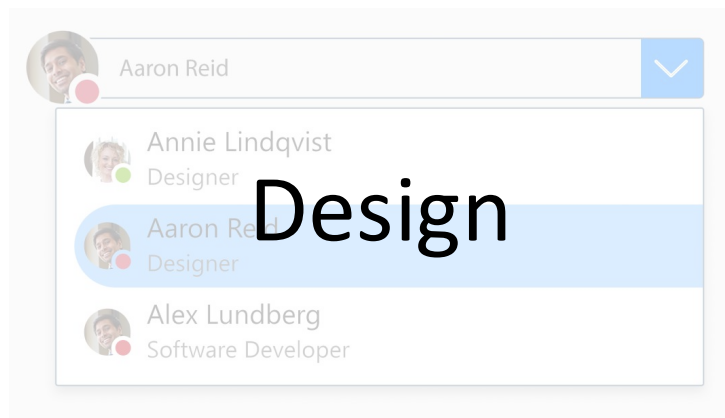 Aaron Reid
Annie Lindqvist
Designer
Design
Aaron Reid
Designer
Alex Lundberg
Software Developer